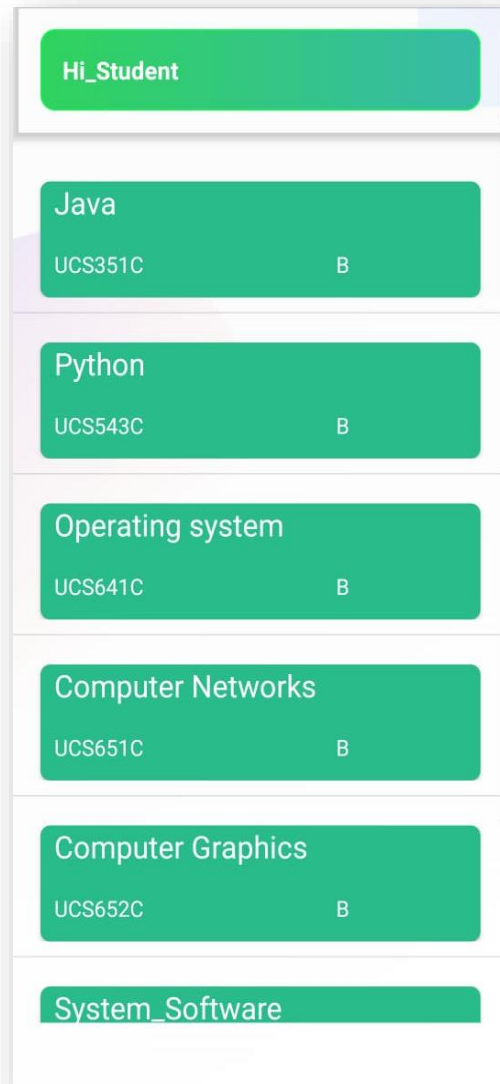 Hi_Student
Java
UCS351C B
Python
UCS543C B
Operating system
UCS641C B
Computer Networks
UCS651C B
Computer Graphics
UCS652C B
System_Software